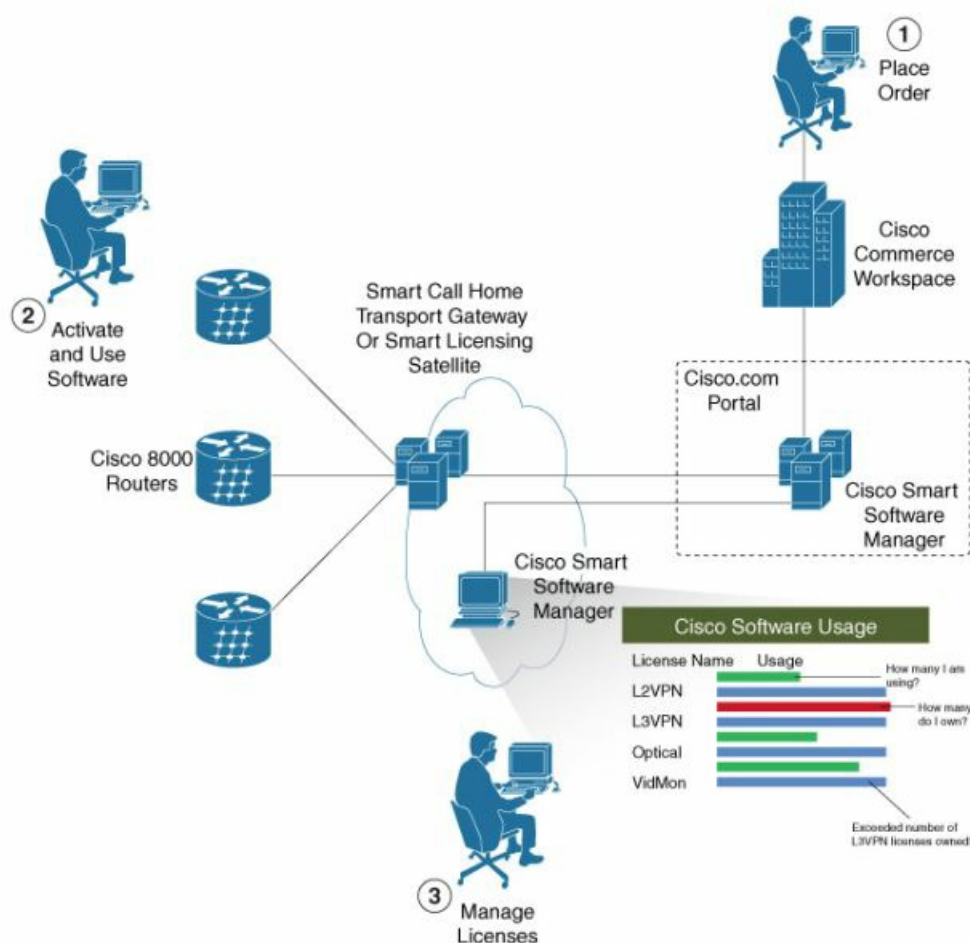 1
Place
Order
Cisco
Commerce
Workspace
2
Activate
and Use
Software
Smart Call Home
Transport Gateway
Or Smart Licensing
Satellite
Cisco.com
Portal
Cisco 8000
Routers
Cisco Smart
Software
Manager
Cisco Smart
Software
Manager
Cisco Software Usage
License Name Usage
How many I am
using?
L2VPN
How many
do I own?
L3VPN
Optical
VidMon
Exceeded number of
L3VPN licenses owned!
3
Manage
Licenses